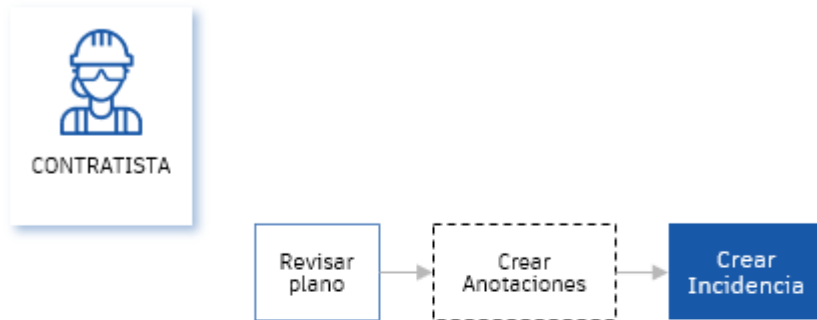 CONTRATISTA
Revisar
plano
Crear
Anotaciones
Crear
Incidencia